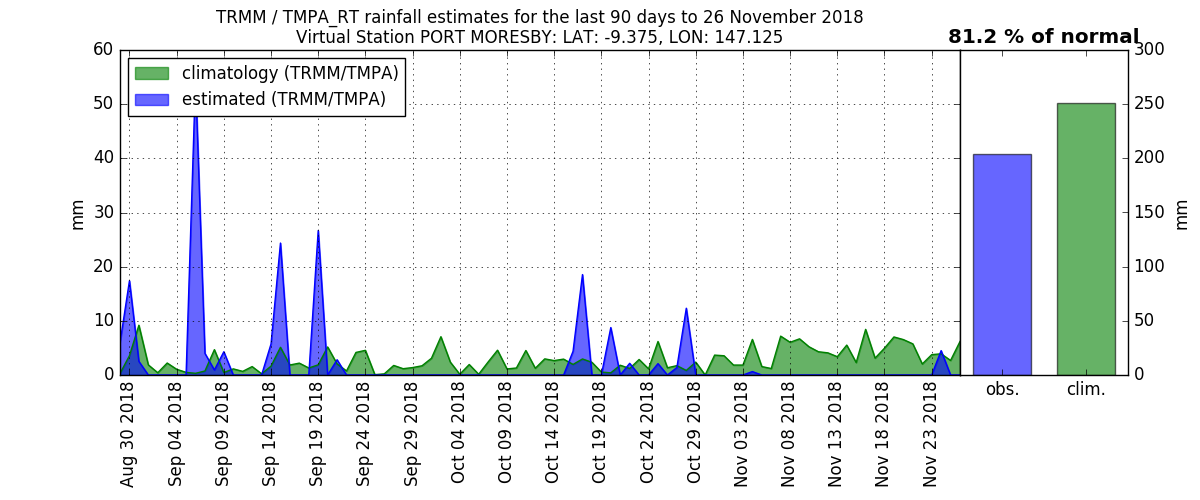 TRMM / TMPA_RT rainfall estimates for the last 90 days to 26 November 2018
Virtual Station PORT MORESBY: LAT: -9.375, LON: 147.125
81.2 % of normal
climatology (TRMM/TMPA)
estimated (TRMM/TMPA)
60
50
40
30
20
10
0
mm
Aug 30 2018
Sep 04 2018
Sep 09 2018
Sep 14 2018
Sep 19 2018
Sep 24 2018
Sep 29 2018
Oct 04 2018
Oct 09 2018
Oct 14 2018
Oct 19 2018
Oct 24 2018
Oct 29 2018
Nov 03 2018
Nov 08 2018
Nov 13 2018
Nov 18 2018
Nov 23 2018
300
250
200
150
100
50
0
mm
obs.
clim.